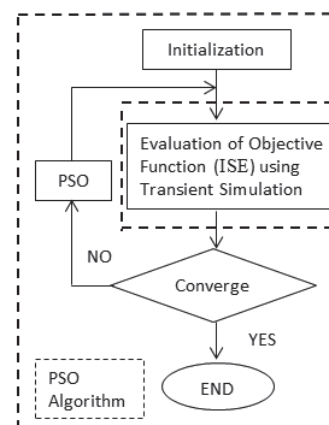 Initialization
Evaluation of Objective
Function (ISE) using
Transient Simulation
PSO
NO
Converge
YES
PSO
Algorithm
END